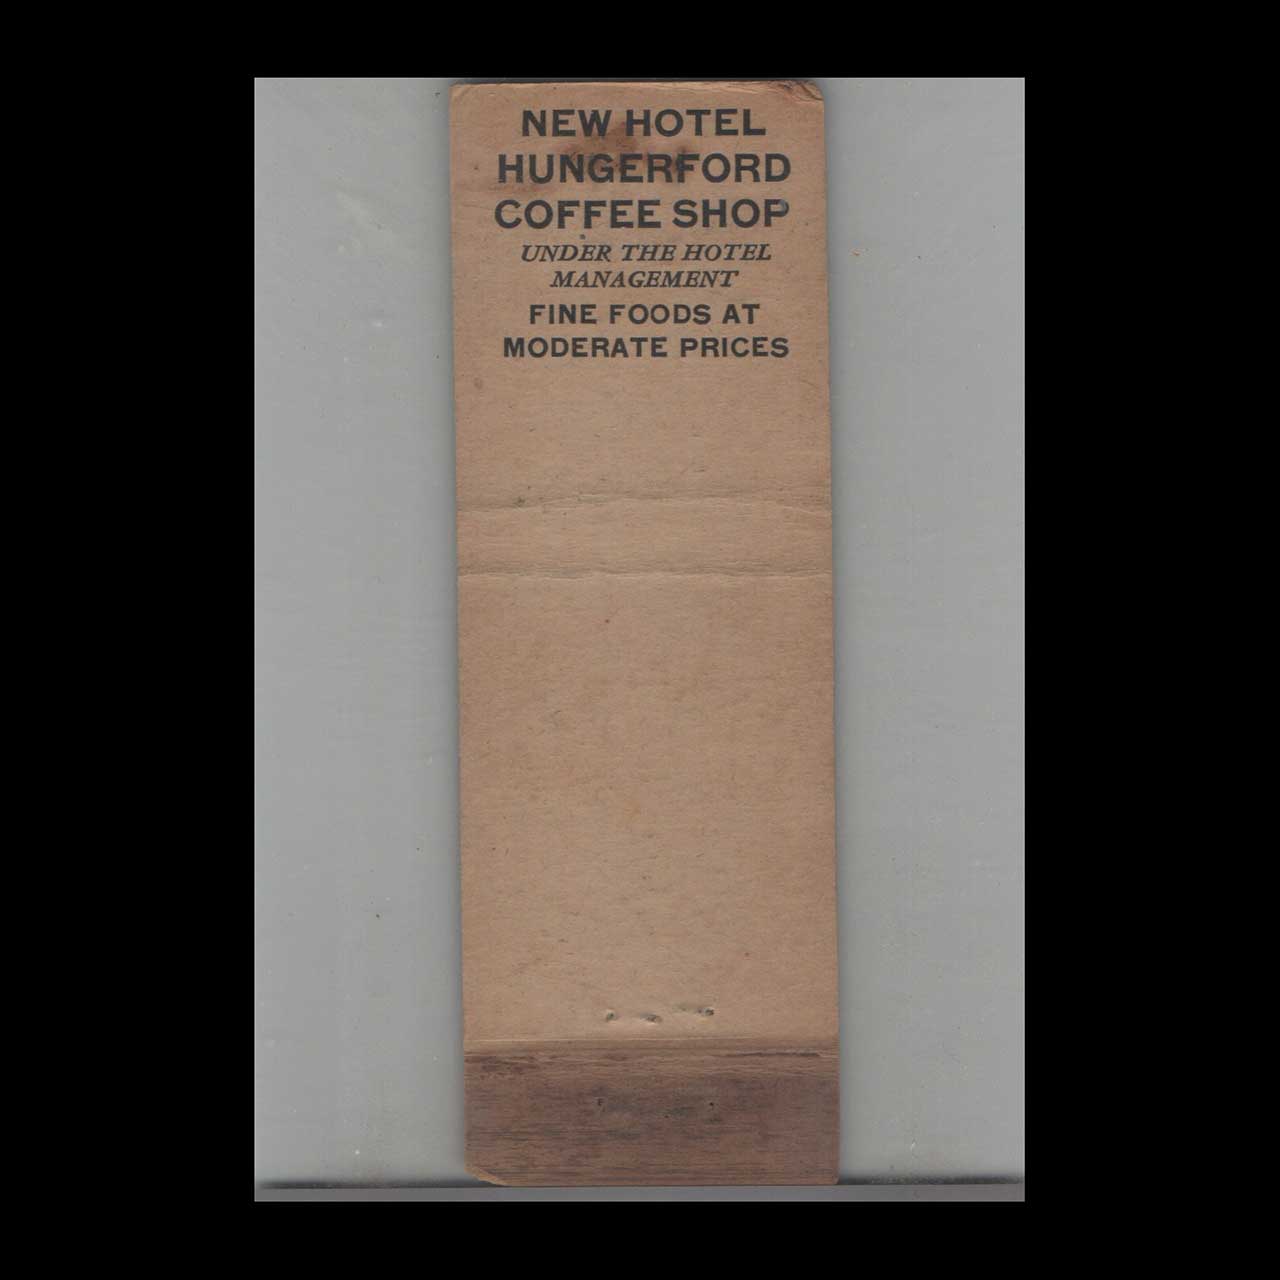 NEW HOTEL
HUNGERFORD
COFFEE SHOP
UNDER THE HOTEL
MANAGEMENT
FINE FOODS AT
MODERATE PRICES